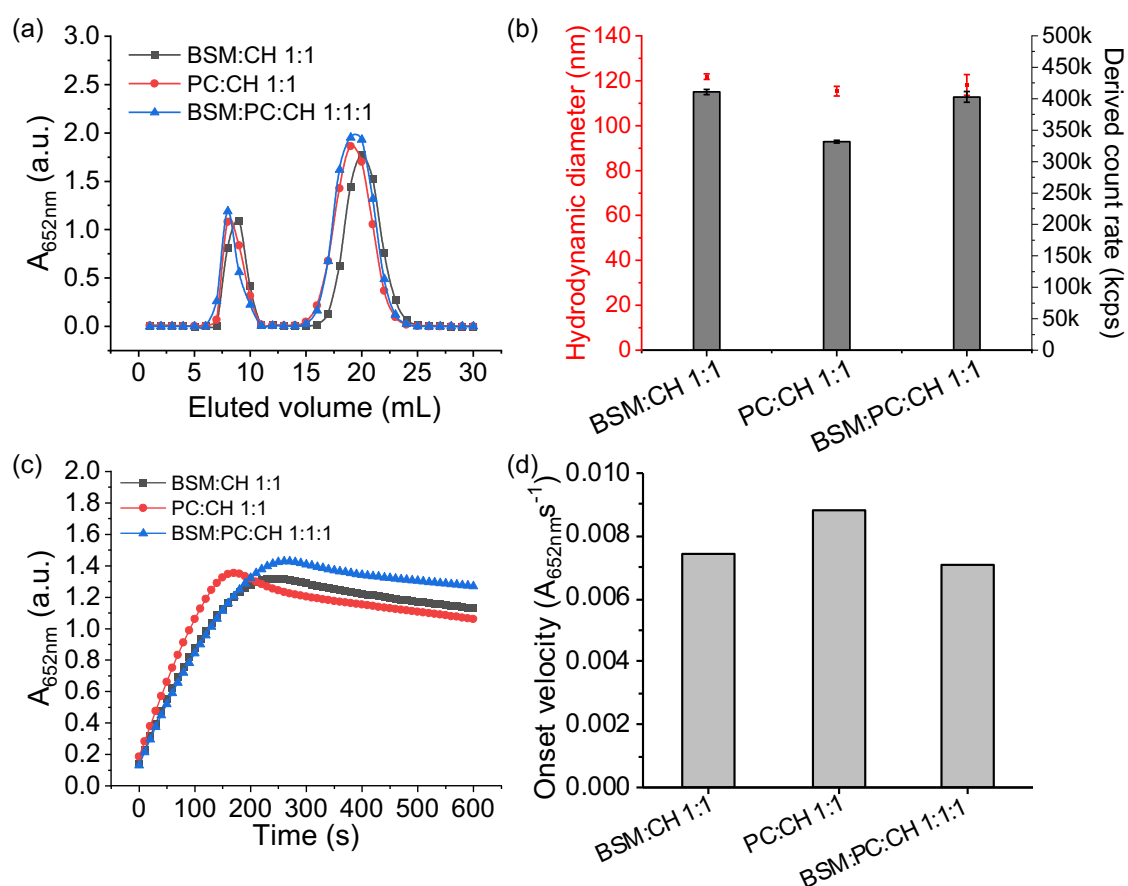 (a)
3.0
2.5
2.0
1.5
1.0
0.5
0.0
A652nm (a.u.)
BSM:CH 1:1
PC:CH 1:1
BSM:PC:CH 1:1:1
0 5 10 15 20 25 30
Eluted volume (mL)
(b)
140
120
100
80
60
40
20
0
Hydrodynamic diameter (nm)
500k
450k
400k
350k
300k
250k
200k
150k
100k
50k
0
Derived count rate (kcps)
BSM:CH 1:1
PC:CH 1:1
BSM:PC:CH 1:1:1
(c)
2.0
1.8
1.6
1.4
1.2
1.0
0.8
0.6
0.4
0.2
0.0
A652nm (a.u.)
BSM:CH 1:1
PC:CH 1:1
BSM:PC:CH 1:1:1
0 100 200 300 400 500 600
Time (s)
(d)
0.010
0.008
0.006
0.004
0.002
0.000
Onset velocity (A652nms-1)
BSM:CH 1:1
PC:CH 1:1
BSM:PC:CH 1:1:1